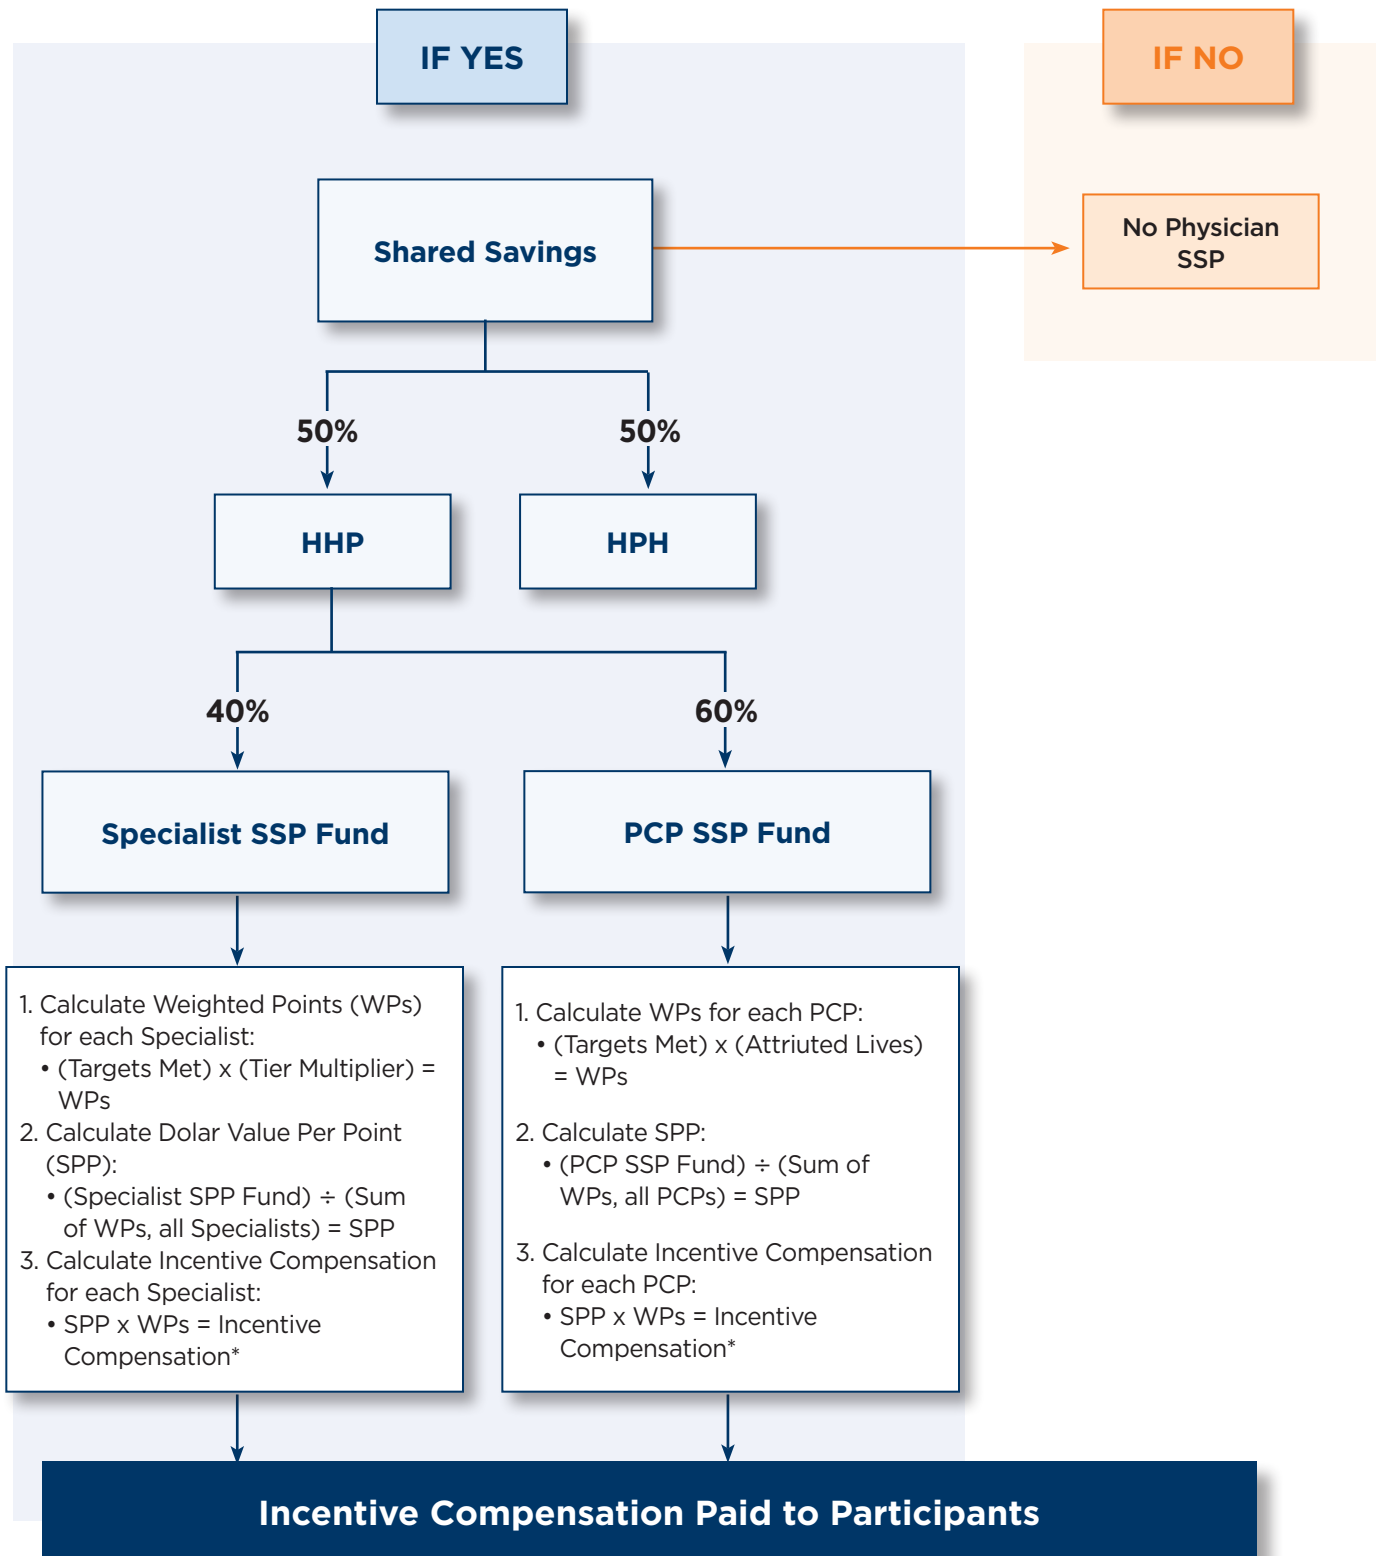 IF YES
IF NO
Shared Savings
No Physician
SSP
50%
50%
HHP
HPH
40%
60%
Specialist SSP Fund
PCP SSP Fund
1. Calculate Weighted Points (WPs)
for each Specialist:
• (Targets Met) x (Tier Multiplier) =
WPs
2. Calculate Dolar Value Per Point
(SPP):
• (Specialist SPP Fund) ÷ (Sum
of WPs, all Specialists) = SPP
3. Calculate Incentive Compensation
for each Specialist:
• SPP x WPs = Incentive
Compensation*
1. Calculate WPs for each PCP:
• (Targets Met) x (Attriuted Lives)
= WPs
2. Calculate SPP:
• (PCP SSP Fund) ÷ (Sum of
WPs, all PCPs) = SPP
3. Calculate Incentive Compensation
for each PCP:
• SPP x WPs = Incentive
Compensation*
Incentive Compensation Paid to Participants